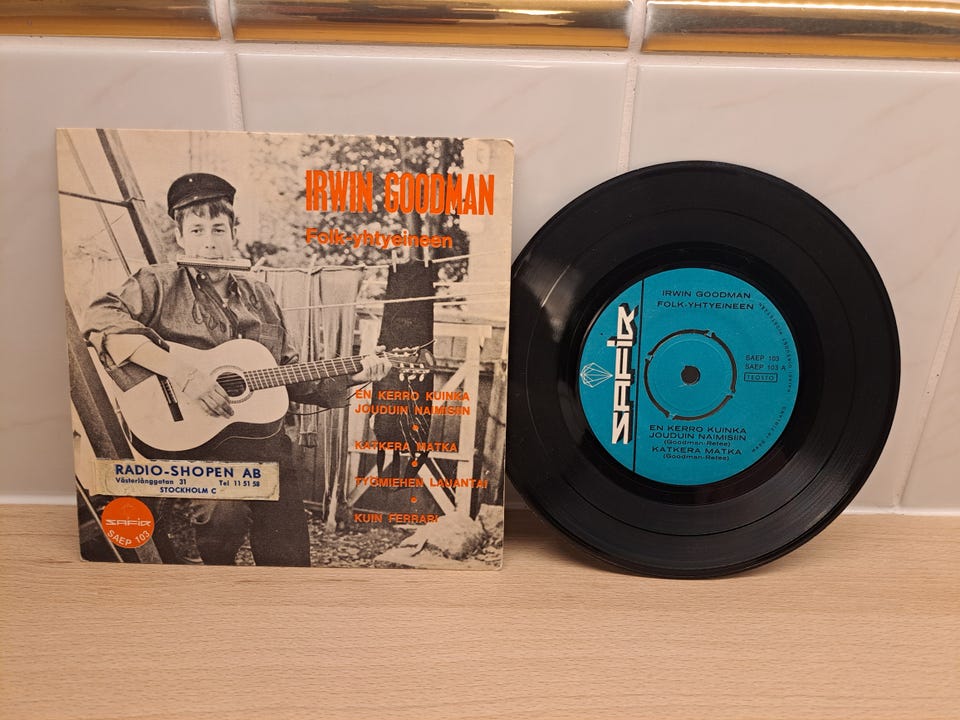 IRWIN GOODMAN
Folk-yhtyeineen
EN KERRO KUINKA
JOUDUIN NAIMISIIN
KATKERA MATKA
TYÖMIEHEN LAUANTAI
KUIN FERRARI
RADIO-SHOPEN AB
Västerlånggatan 31 Tel 11 51 58
STOCKHOLM C
SAFIR
SAEP 103
IRWIN GOODMAN
FOLK-YHTYEINEEN
SAFIR
SAEP 103
SAEP 103 A
TEOSTO
EN KERRO KUINKA
JOUDUIN NAIMISIIN
(Goodman-Retee)
KATKERA MATKA
(Goodman-Retee)